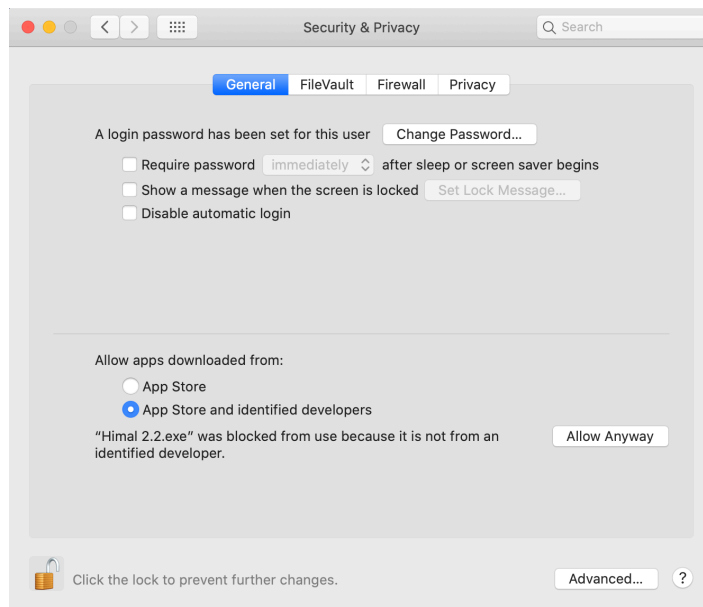 Security & Privacy
Search
General
FileVault
Firewall
Privacy
A login password has been set for this user
Change Password...
Require password
immediately
after sleep or screen saver begins
Show a message when the screen is locked
Set Lock Message...
Disable automatic login
Allow apps downloaded from:
App Store
App Store and identified developers
“Himal 2.2.exe” was blocked from use because it is not from an
identified developer.
Allow Anyway
Click the lock to prevent further changes.
Advanced...
?